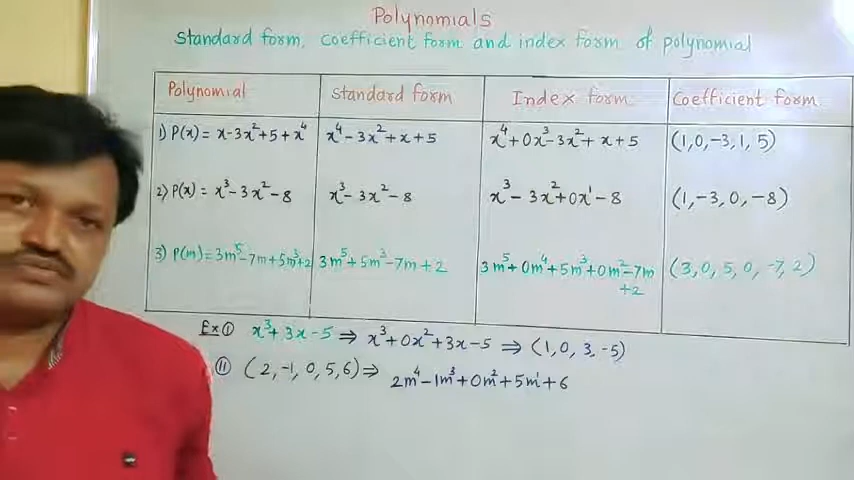 Polynomials
Standard form, coefficient form and index form of polynomial
Polynomial Standard form Index form Coefficient form
1) P(x) = x-3x²+5+x⁴ x⁴-3x²+x+5 x⁴+0x³-3x²+x+5 (1,0,-3,1,5)
2) P(x) = x³-3x²-8 x³-3x²-8 x³-3x²+0x¹-8 (1,-3,0,-8)
3) P(m)=3m⁵-7m+5m³+2 3m⁵+5m³-7m+2 3m⁵+0m⁴+5m³+0m²-7m (3,0,5,0,-7,2)
+2
Ex ① x³+3x-5 ⇒ x³+0x²+3x-5 ⇒ (1,0,3,-5)
⑪ (2,-1,0,5,6) ⇒ 2m⁴-1m³+0m²+5m¹+6